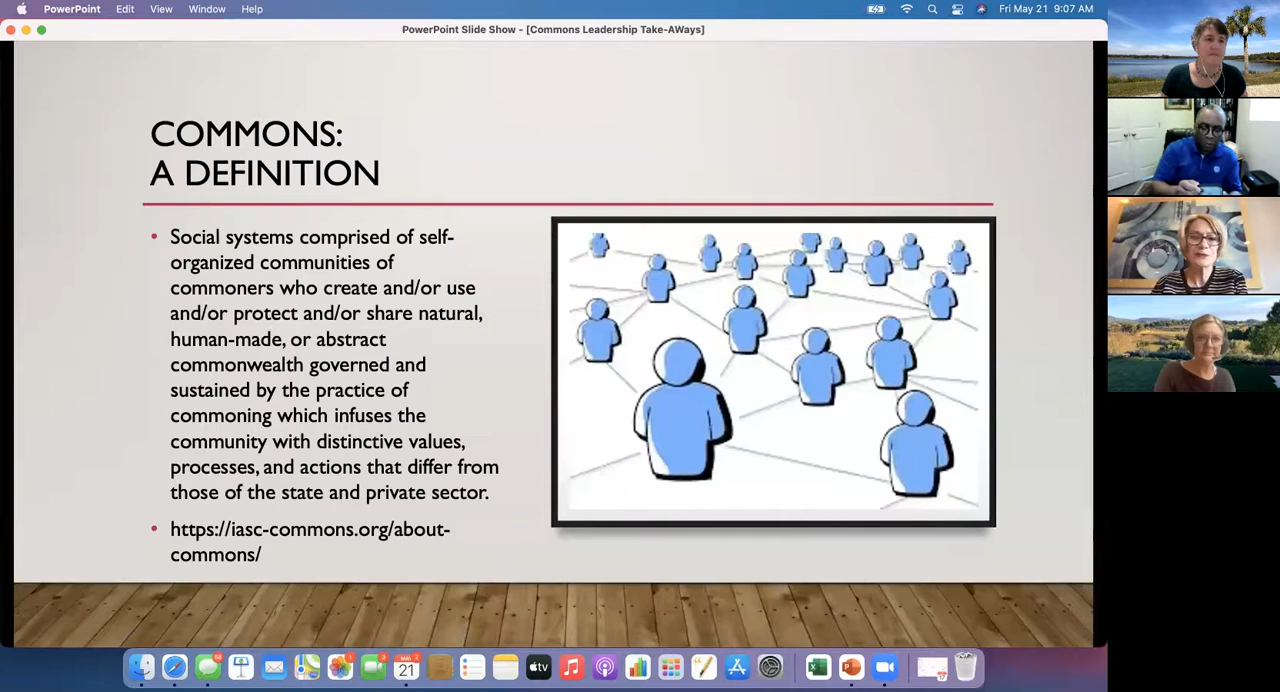 PowerPoint Edit View Window Help
Fri May 21 9:07 AM
PowerPoint Slide Show - [Commons Leadership Take-AWays]
COMMONS:
A DEFINITION
• Social systems comprised of self-
organized communities of
commoners who create and/or use
and/or protect and/or share natural,
human-made, or abstract
commonwealth governed and
sustained by the practice of
commoning which infuses the
community with distinctive values,
processes, and actions that differ from
those of the state and private sector.
• https://iasc-commons.org/about-
commons/
21
tv